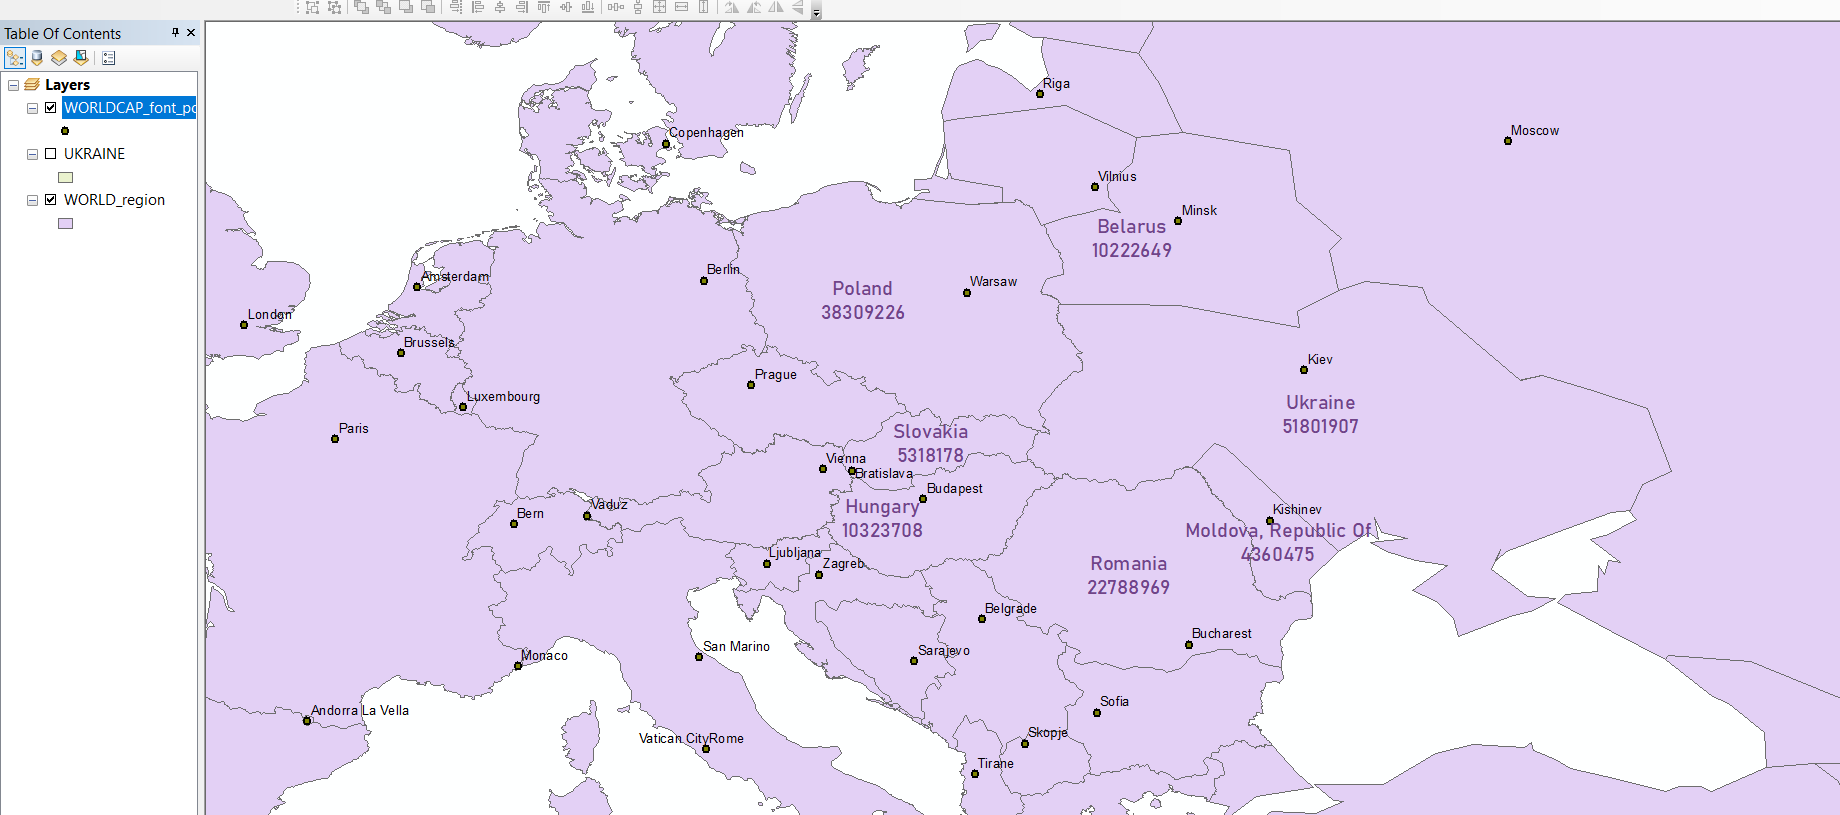 Table Of Contents
Layers
WORLDCAP_font_po
UKRAINE
WORLD_region
Riga
Moscow
Copenhagen
Vilnius
Minsk
Belarus
10222649
Berlin
Amsterdam
Warsaw
Poland
38309226
London
Brussels
Kiev
Prague
Luxembourg
Ukraine
51801907
Paris
Slovakia
5318178
Vienna
Bratislava
Budapest
Vaduz
Bern
Hungary
10323708
Kishinev
Moldova, Republic Of
4360475
Ljubljana
Zagreb
Romania
22788969
Belgrade
Bucharest
San Marino
Sarajevo
Monaco
Andorra La Vella
Sofia
Skopje
Vatican CityRome
Tirane